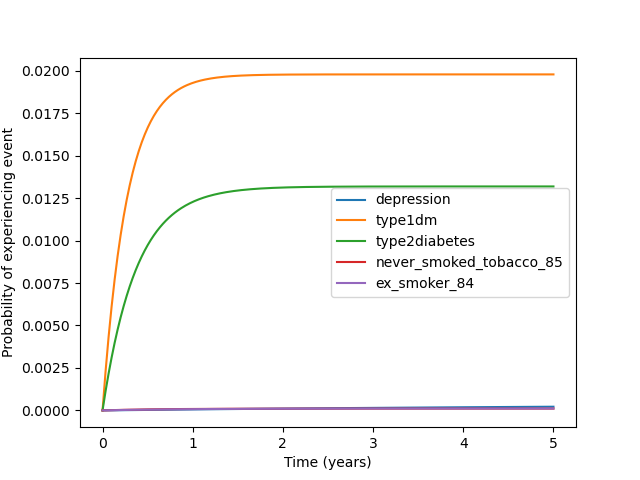 0.0200
0.0175
0.0150
0.0125
0.0100
0.0075
0.0050
0.0025
0.0000
Probability of experiencing event
depression
type1dm
type2diabetes
never_smoked_tobacco_85
ex_smoker_84
0 1 2 3 4 5
Time (years)